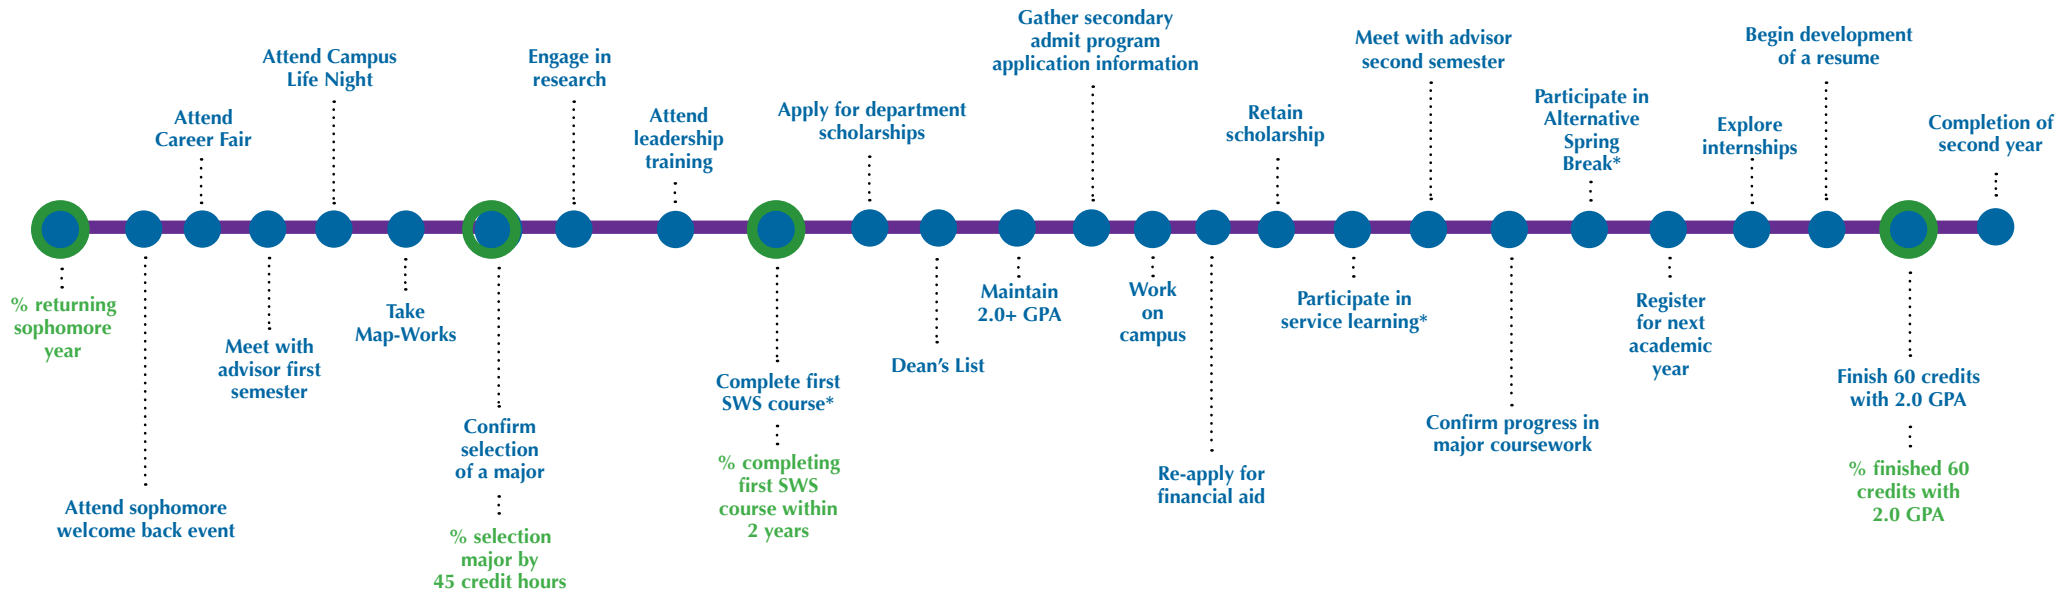 % returning
sophomore
year
Attend sophomore
welcome back event
Attend
Career Fair
Meet with
advisor first
semester
Attend Campus
Life Night
Take
Map-Works
Confirm
selection
of a major
% selection
major by
45 credit hours
Engage in
research
Attend
leadership
training
Complete first
SWS course*
% completing
first SWS
course within
2 years
Apply for department
scholarships
Dean’s List
Maintain
2.0+ GPA
Gather secondary
admit program
application information
Work
on
campus
Re-apply for
financial aid
Retain
scholarship
Participate in
service learning*
Meet with advisor
second semester
Confirm progress in
major coursework
Participate in
Alternative
Spring
Break*
Register
for next
academic
year
Explore
internships
Begin development
of a resume
Finish 60 credits
with 2.0 GPA
% finished 60
credits with
2.0 GPA
Completion of
second year